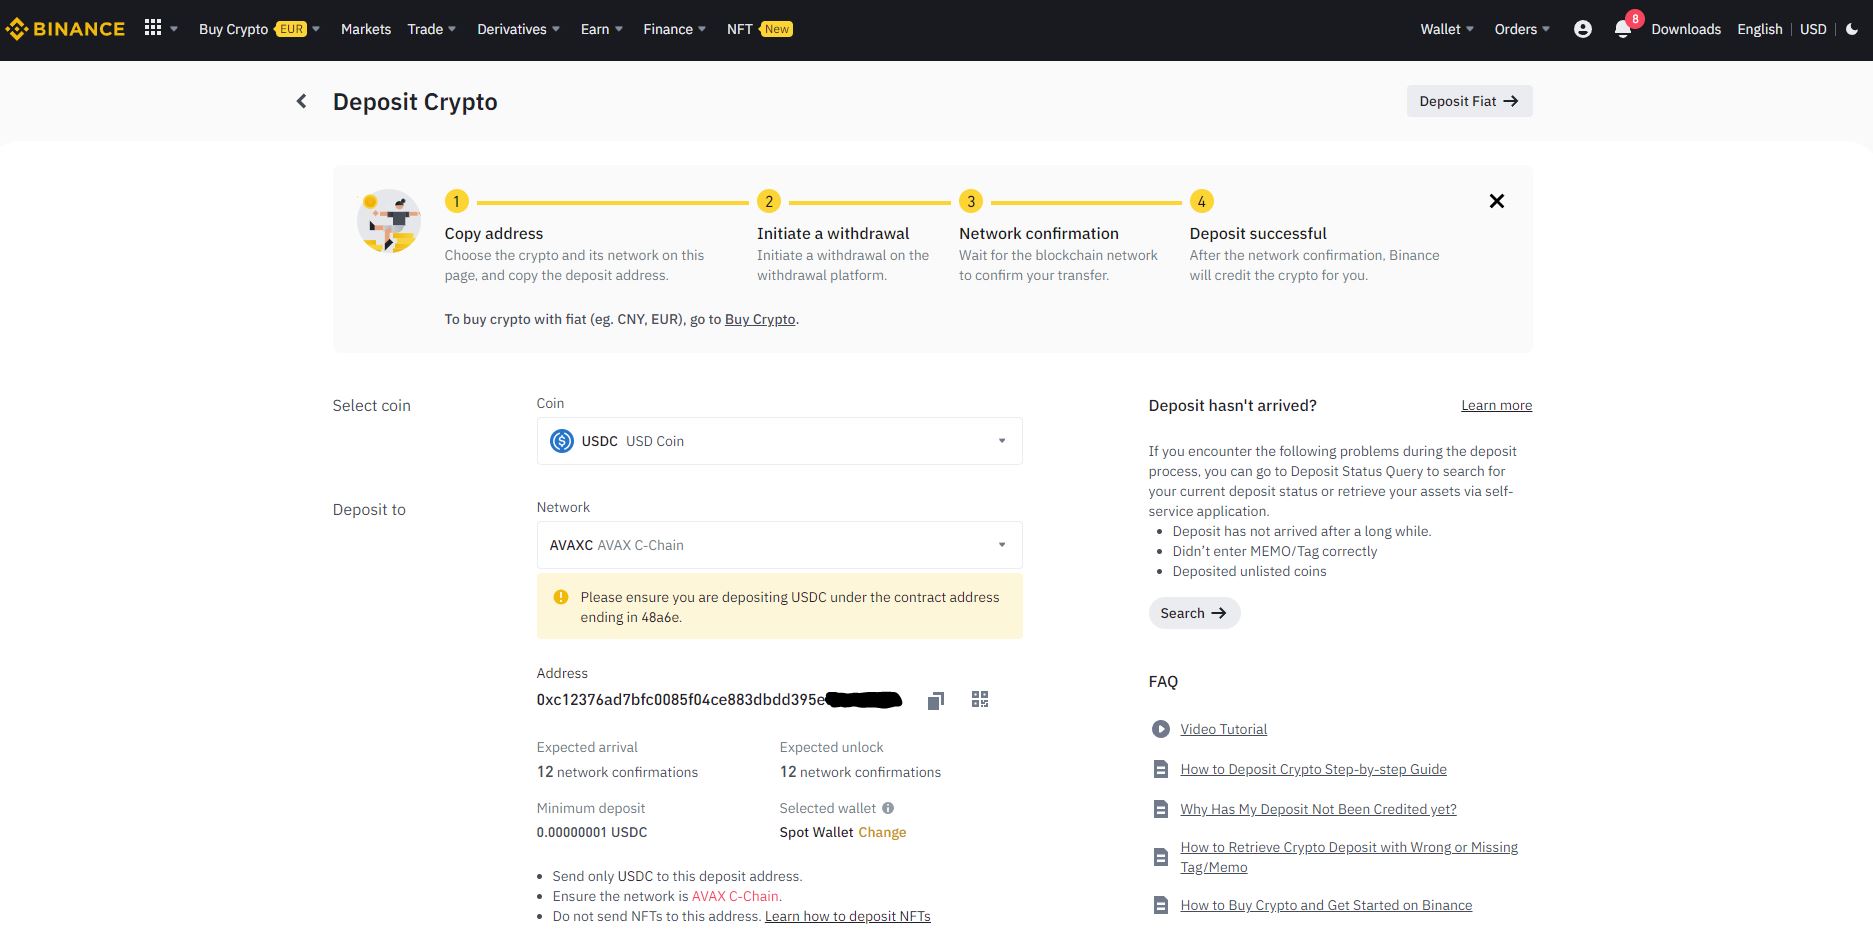 BINANCE
Buy Crypto EUR
Markets
Trade
Derivatives
Earn
Finance
NFT New
Wallet
Orders
8
Downloads
English
USD
Deposit Crypto
Deposit Fiat
1
2
3
4
Copy address
Choose the crypto and its network on this
page, and copy the deposit address.
Initiate a withdrawal
Initiate a withdrawal on the
withdrawal platform.
Network confirmation
Wait for the blockchain network
to confirm your transfer.
Deposit successful
After the network confirmation, Binance
will credit the crypto for you.
To buy crypto with fiat (eg. CNY, EUR), go to Buy Crypto.
Select coin
Coin
USDC USD Coin
Deposit to
Network
AVAXC AVAX C-Chain
Please ensure you are depositing USDC under the contract address
ending in 48a6e.
Address
0xc12376ad7bfc0085f04ce883dbdd395e
Expected arrival
12 network confirmations
Expected unlock
12 network confirmations
Minimum deposit
0.00000001 USDC
Selected wallet
Spot Wallet Change
Send only USDC to this deposit address.
Ensure the network is AVAX C-Chain.
Do not send NFTs to this address. Learn how to deposit NFTs
Deposit hasn't arrived?
Learn more
If you encounter the following problems during the deposit
process, you can go to Deposit Status Query to search for
your current deposit status or retrieve your assets via self-
service application.
Deposit has not arrived after a long while.
Didn't enter MEMO/Tag correctly
Deposited unlisted coins
Search
FAQ
Video Tutorial
How to Deposit Crypto Step-by-step Guide
Why Has My Deposit Not Been Credited yet?
How to Retrieve Crypto Deposit with Wrong or Missing
Tag/Memo
How to Buy Crypto and Get Started on Binance